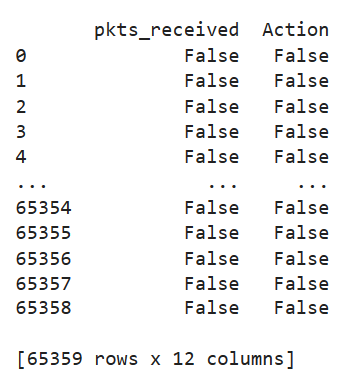 pkts_received Action
0 False False
1 False False
2 False False
3 False False
4 False False
... ... ...
65354 False False
65355 False False
65356 False False
65357 False False
65358 False False
[65359 rows x 12 columns]